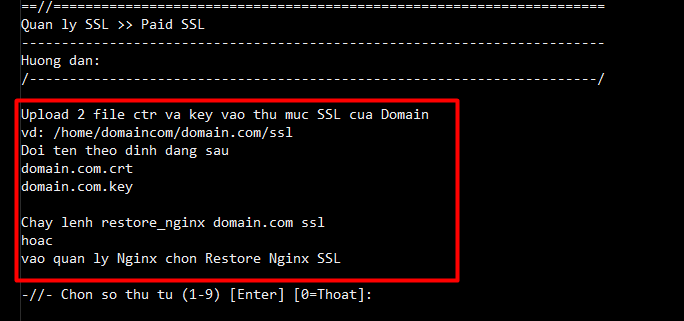 ==//===================================================================
Quan ly SSL >> Paid SSL
-----------------------------------------------------------------------
Huong dan:
/---------------------------------------------------------------------/
Upload 2 file ctr va key vao thu muc SSL cua Domain
vd: /home/domaincom/domain.com/ssl
Doi ten theo dinh dang sau
domain.com.crt
domain.com.key
Chay lenh restore_nginx domain.com ssl
hoac
vao quan ly Nginx chon Restore Nginx SSL
-//- Chon so thu tu (1-9) [Enter] [0=Thoat]: